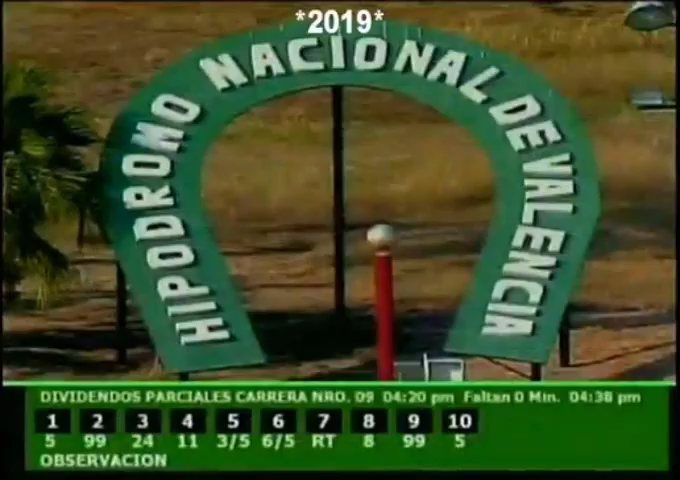 *2019*
HIPODROMO NACIONAL DE VALENCIA
DIVIDENDOS PARCIALES CARRERA NRO. 09 04:20 pm Faltan 0 Min. 04:38 pm
1 2 3 4 5 6 7 8 9 10
5 99 24 11 3/5 6/5 RT 8 99 5
OBSERVACION